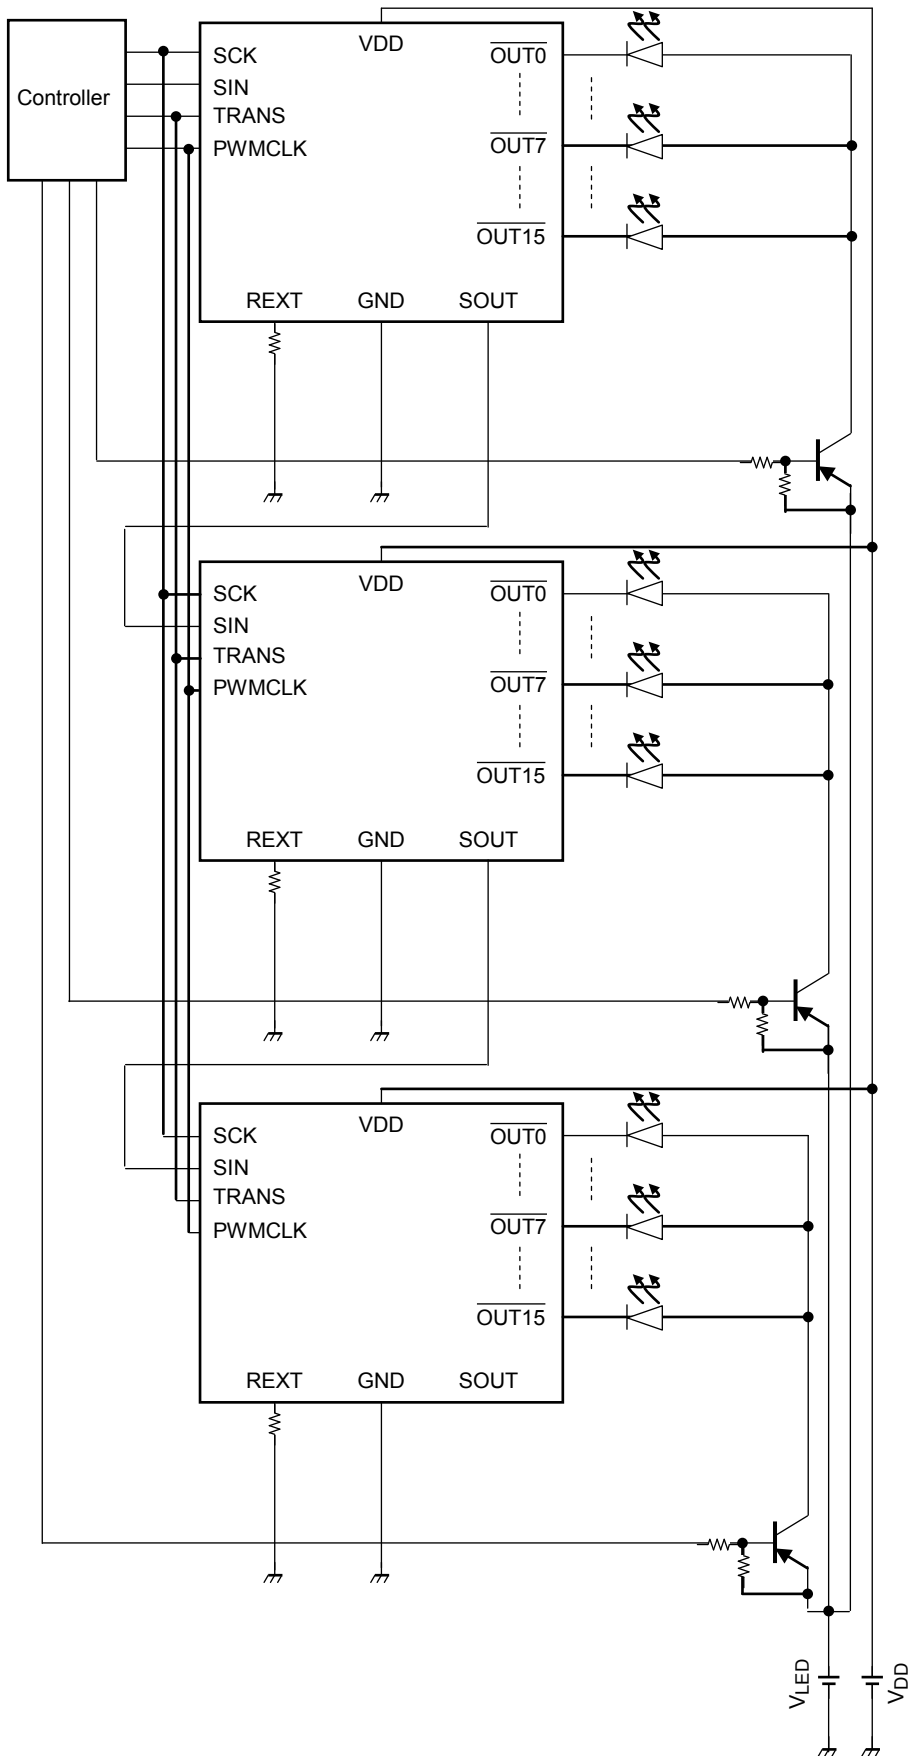 Controller
VDD
SCK
SIN
TRANS
PWMCLK
OUT0
OUT7
OUT15
REXT GND SOUT
VDD
SCK
SIN
TRANS
PWMCLK
OUT0
OUT7
OUT15
REXT GND SOUT
VDD
SCK
SIN
TRANS
PWMCLK
OUT0
OUT7
OUT15
REXT GND SOUT
VLED
VDD